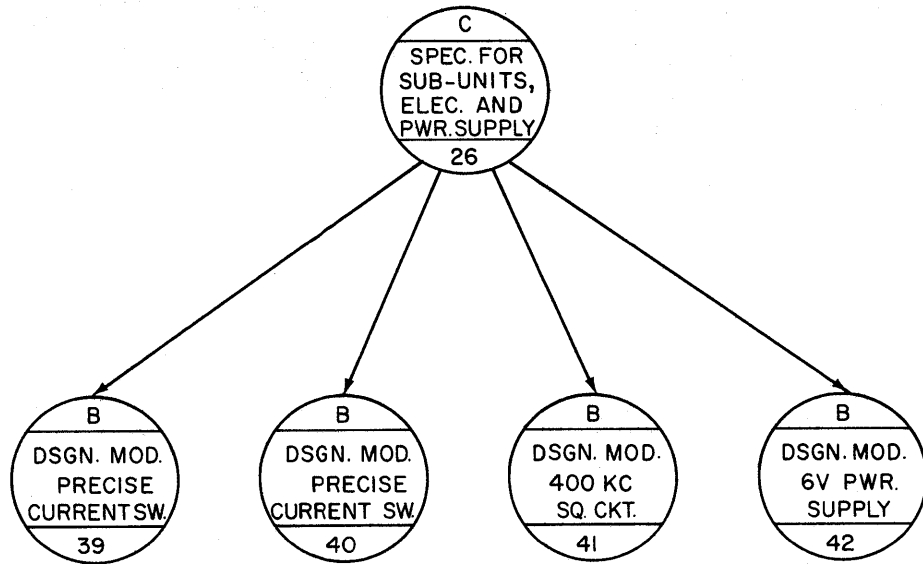 C
SPEC. FOR
SUB-UNITS,
ELEC. AND
PWR. SUPPLY
26
B
DSGN. MOD.
PRECISE
CURRENT SW.
39
B
DSGN. MOD.
PRECISE
CURRENT SW.
40
B
DSGN. MOD.
400 KC
SQ. CKT.
41
B
DSGN. MOD.
6V PWR.
SUPPLY
42